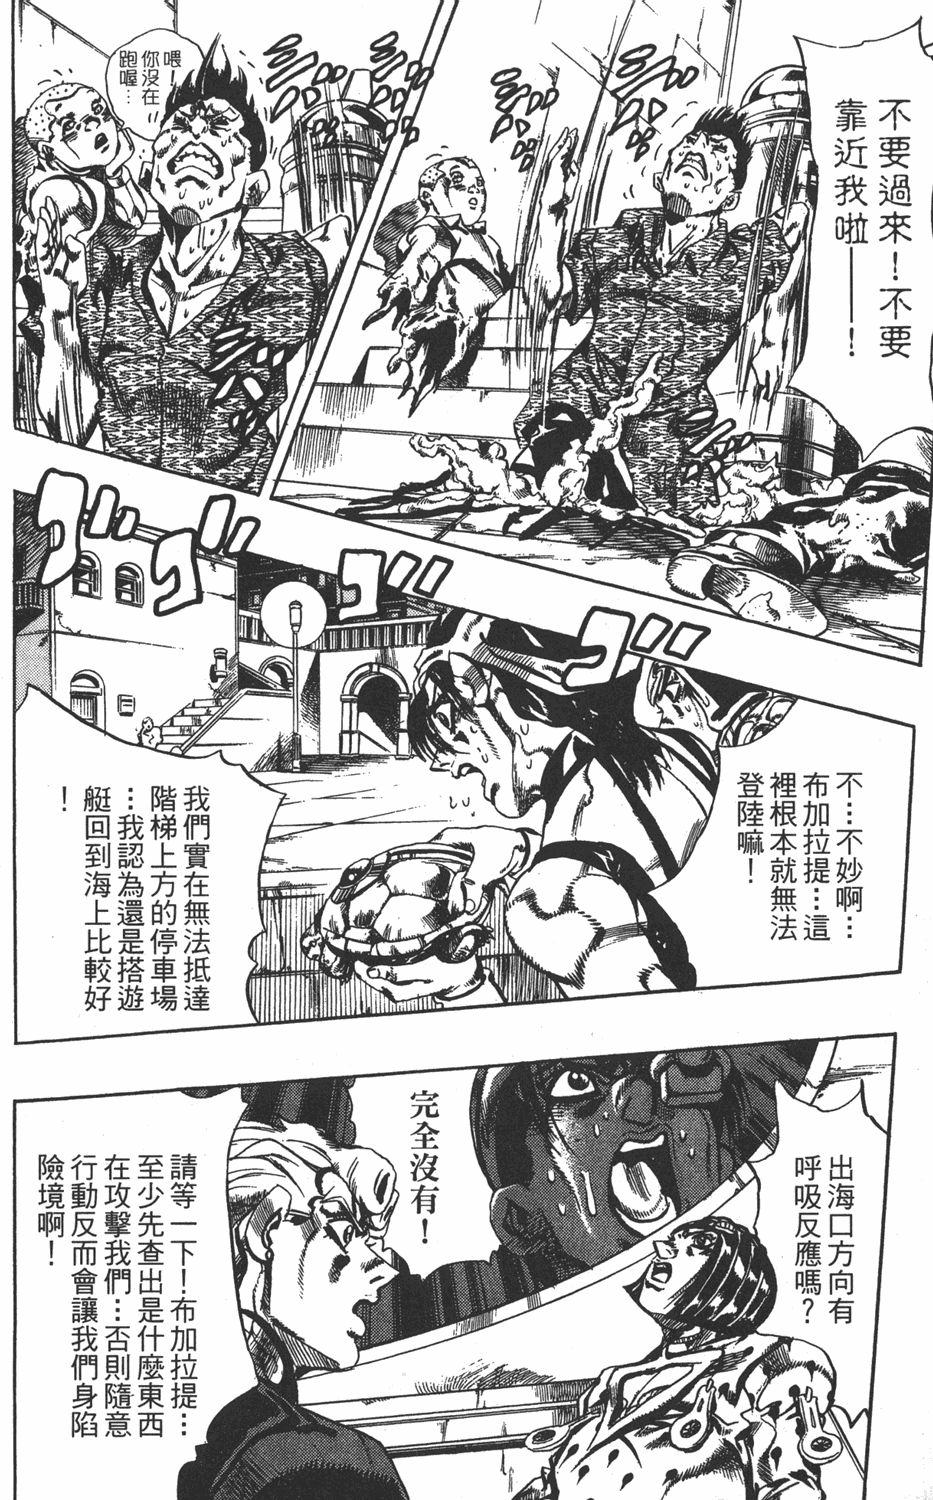 不要過來！不要
靠近我啦——！
喂！
你沒在
跑喔…
不…不妙啊…
布加拉提…這
裡根本就無法
登陸嘛！
我們實在無法抵達
階梯上方的停車場
…我認為還是搭遊
艇回到海上比較好
！
出海口方向有
呼吸反應嗎？
完全沒有！
請等一下！布加拉提…
至少先查出是什麼東西
在攻擊我們…否則隨意
行動反而會讓我們身陷
險境啊！